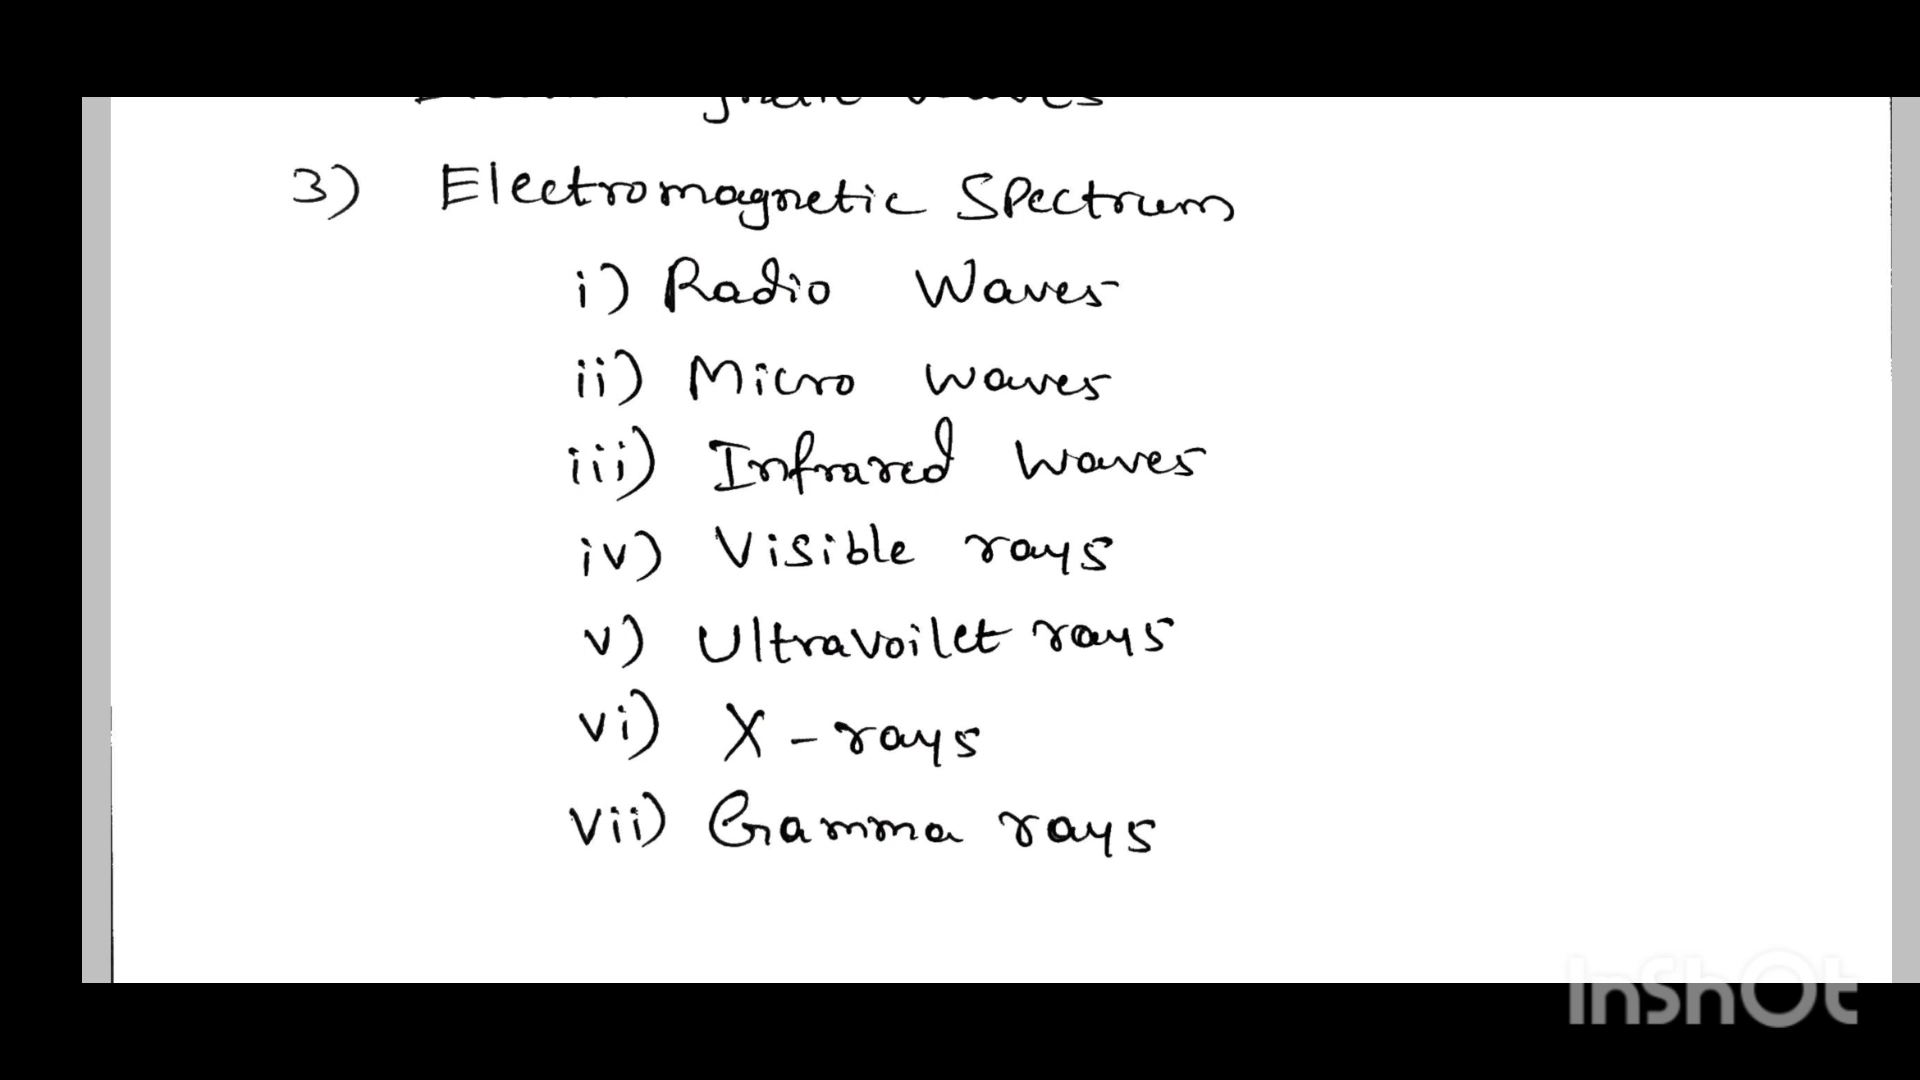 waves
3) Electromagnetic Spectrum
i) Radio Waves
ii) Micro waves
iii) Infrared waves
iv) Visible rays
v) Ultravoilet rays
vi) X-rays
vii) Gamma rays
InShOt